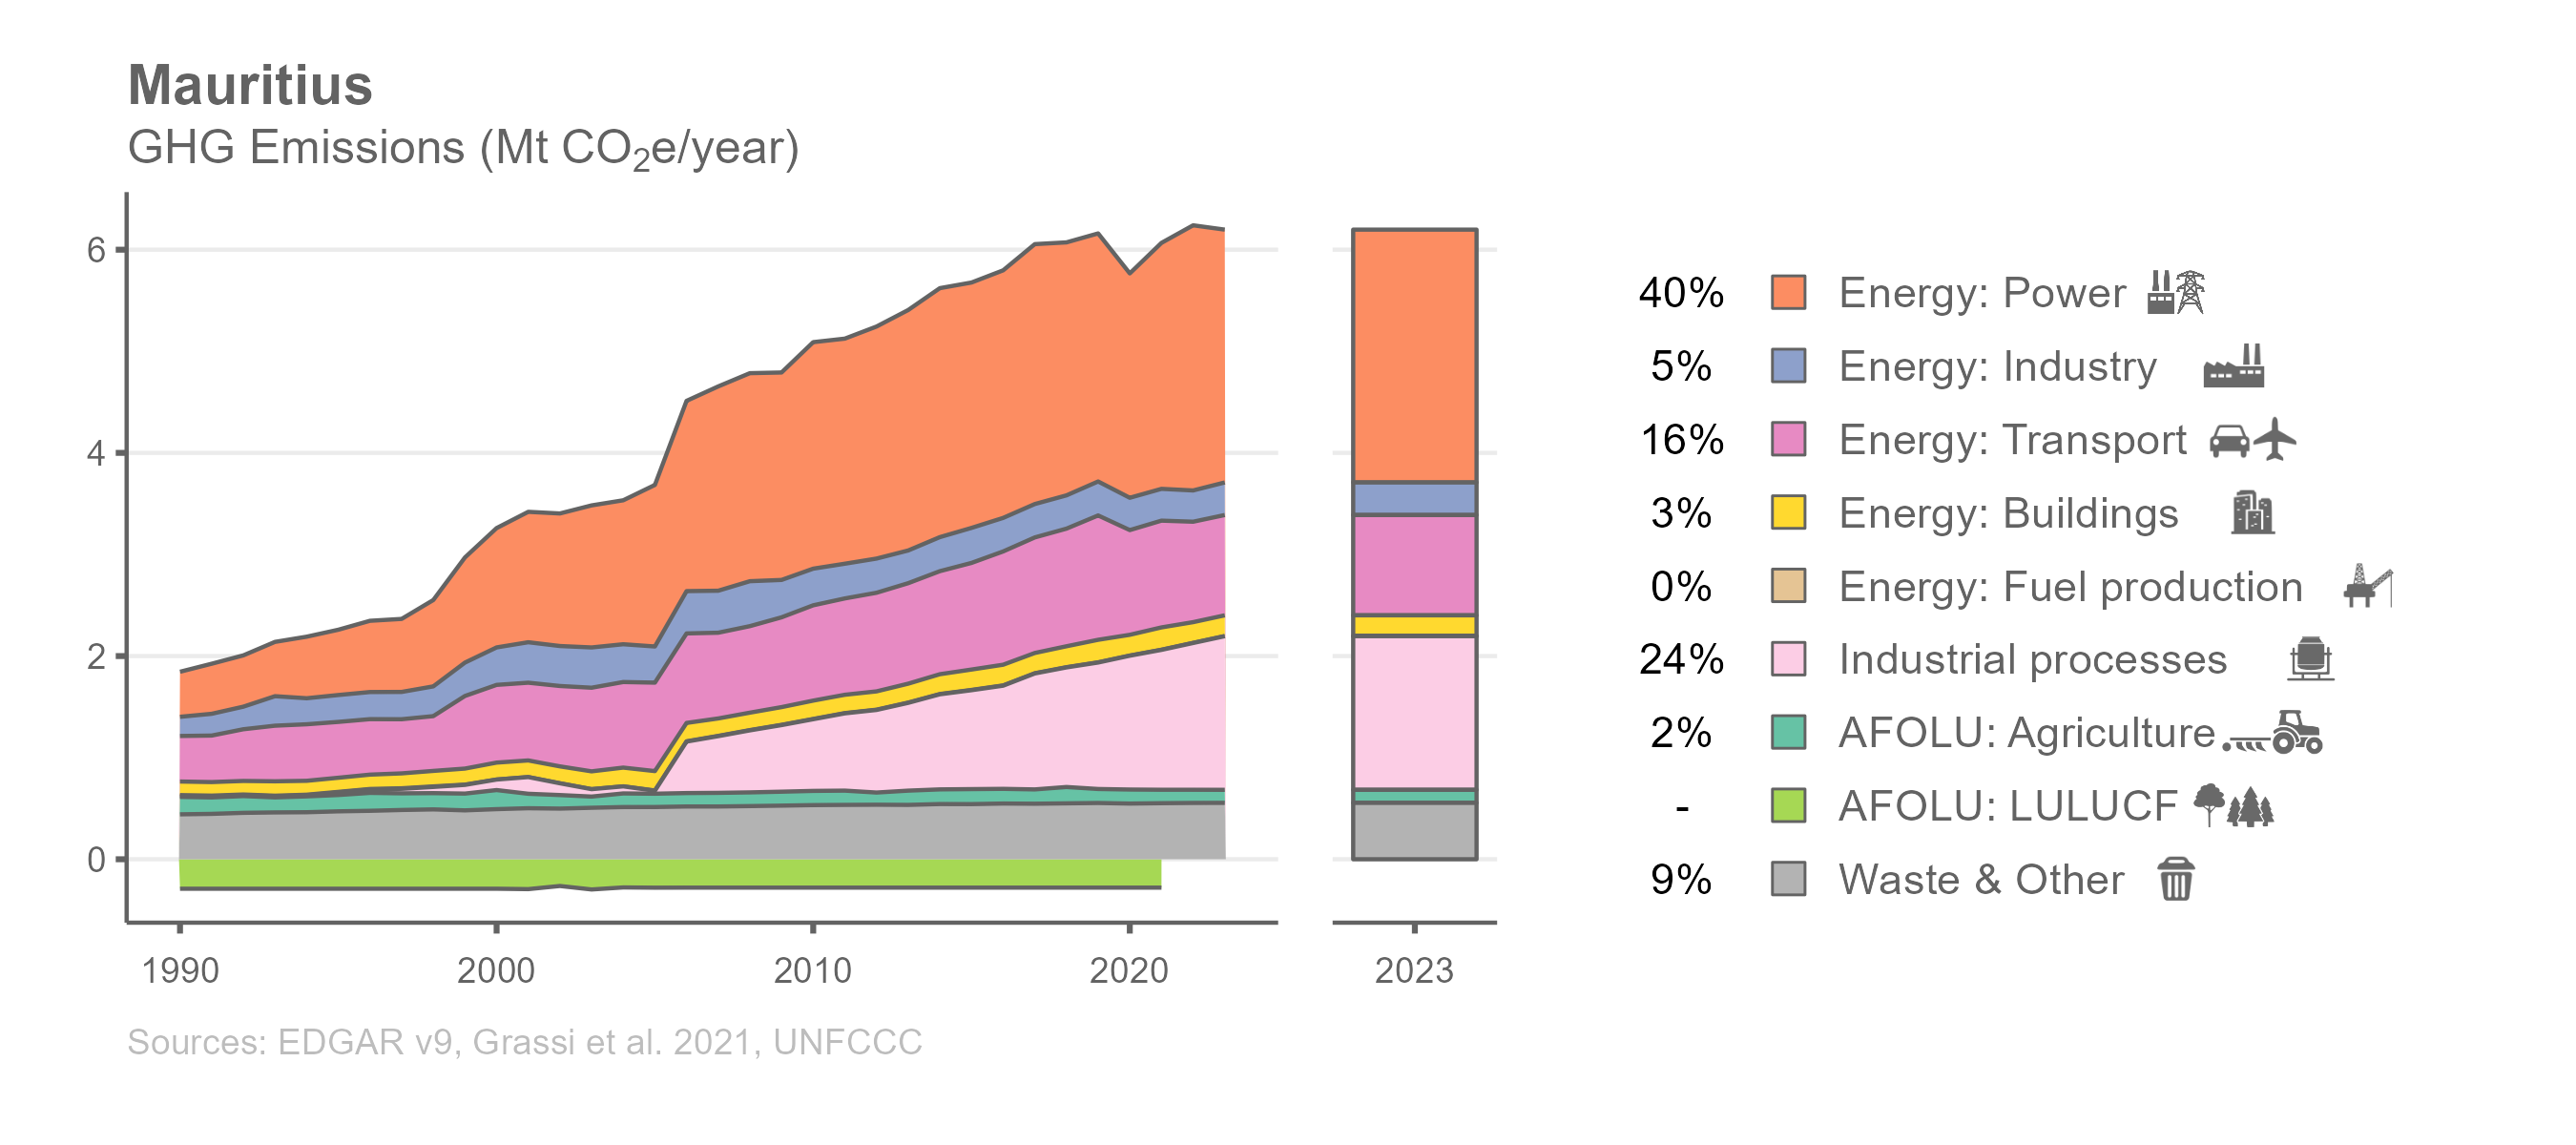 Mauritius
GHG Emissions (Mt CO₂e/year)
6
4
2
0
1990 2000 2010 2020 2023
40% Energy: Power
5% Energy: Industry
16% Energy: Transport
3% Energy: Buildings
0% Energy: Fuel production
24% Industrial processes
2% AFOLU: Agriculture
- AFOLU: LULUCF
9% Waste & Other
Sources: EDGAR v9, Grassi et al. 2021, UNFCCC